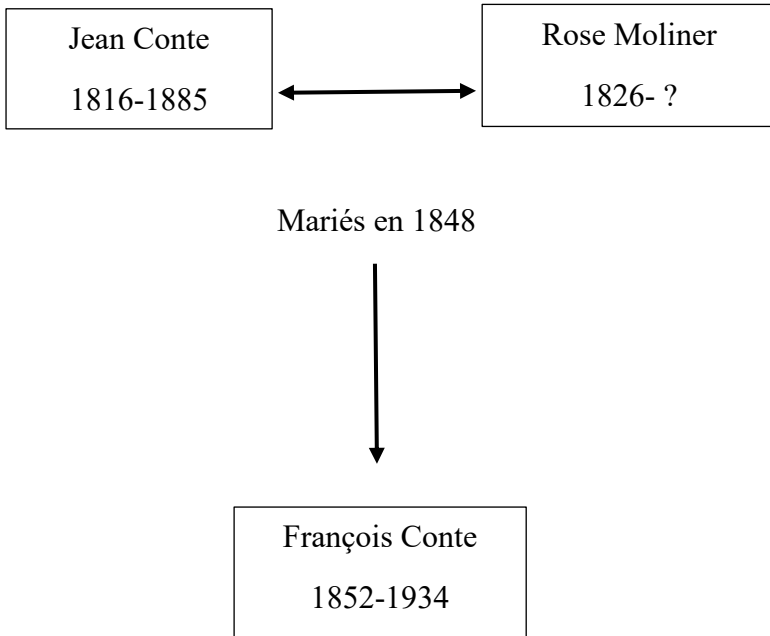 Jean Conte
1816-1885
Rose Moliner
1826- ?
Mariés en 1848
François Conte
1852-1934